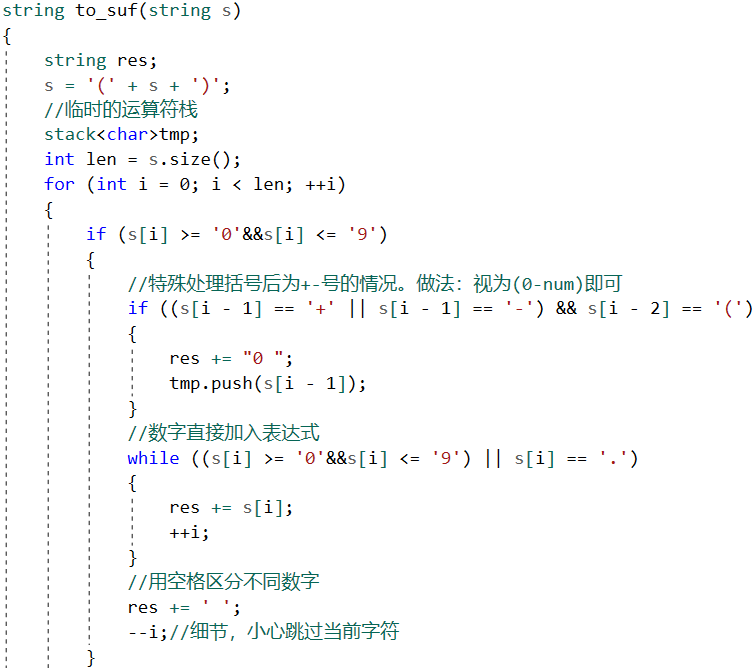 string to_suf(string s)
{
    string res;
    s = '(' + s + ')';
    //临时的运算符栈
    stack<char>tmp;
    int len = s.size();
    for (int i = 0; i < len; ++i)
    {
        if (s[i] >= '0'&&s[i] <= '9')
        {
            //特殊处理括号后为+-号的情况。做法：视为(0-num)即可
            if ((s[i - 1] == '+' || s[i - 1] == '-') && s[i - 2] == '(')
            {
                res += "0 ";
                tmp.push(s[i - 1]);
            }
            //数字直接加入表达式
            while ((s[i] >= '0'&&s[i] <= '9') || s[i] == '.')
            {
                res += s[i];
                ++i;
            }
            //用空格区分不同数字
            res += ' ';
            --i;//细节，小心跳过当前字符
        }